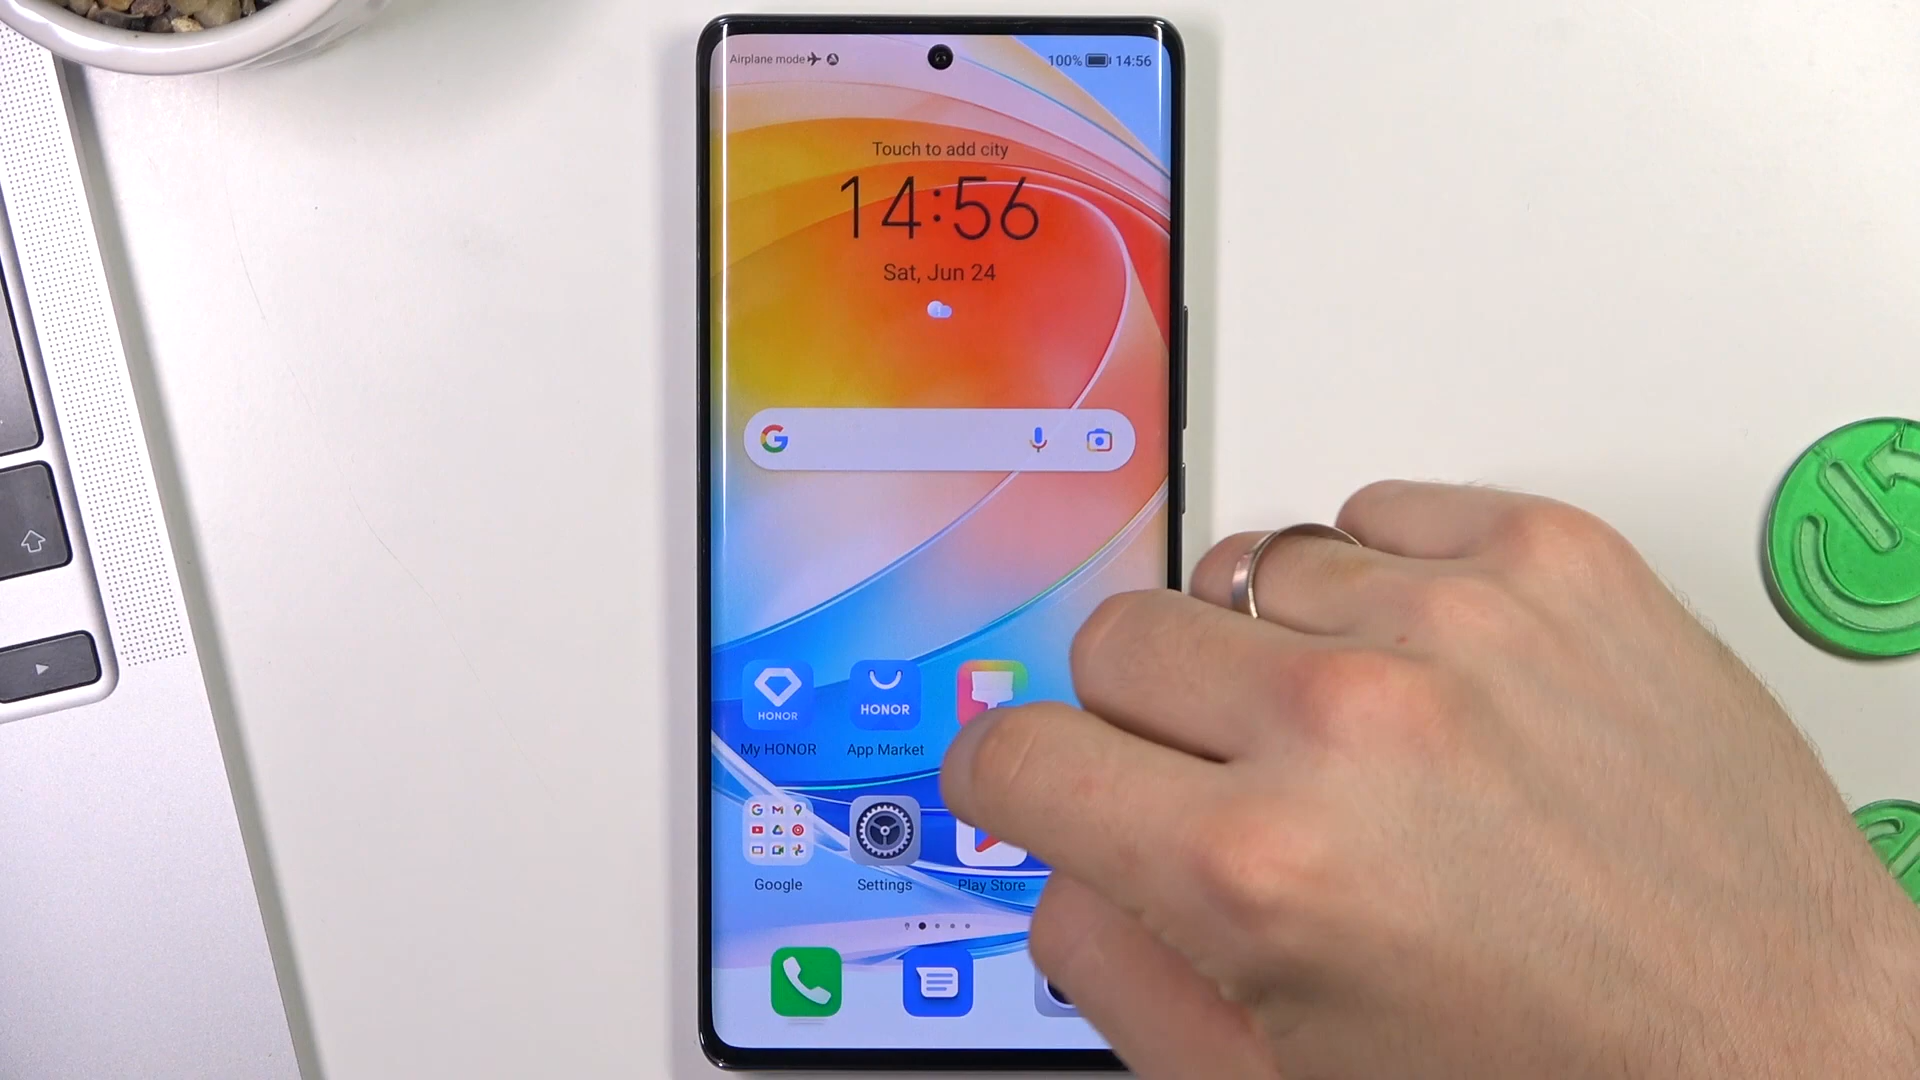 Airplane mode
100% 14:56
Touch to add city
14:56
Sat, Jun 24
G
HONOR
HONOR
My HONOR
App Market
Google
Settings
Play Store